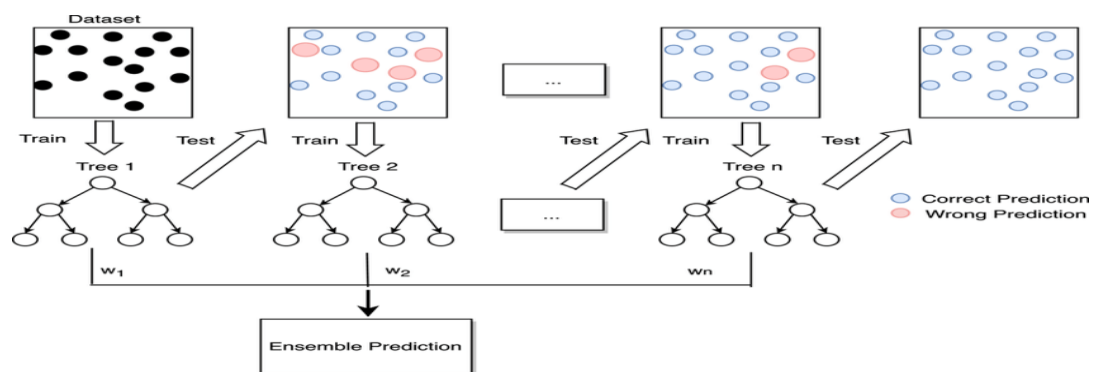 Dataset
...
Train
Test
Train
Test
Train
Test
Tree 1
Tree 2
Tree n
...
Correct Prediction
Wrong Prediction
w1
w2
wn
Ensemble Prediction